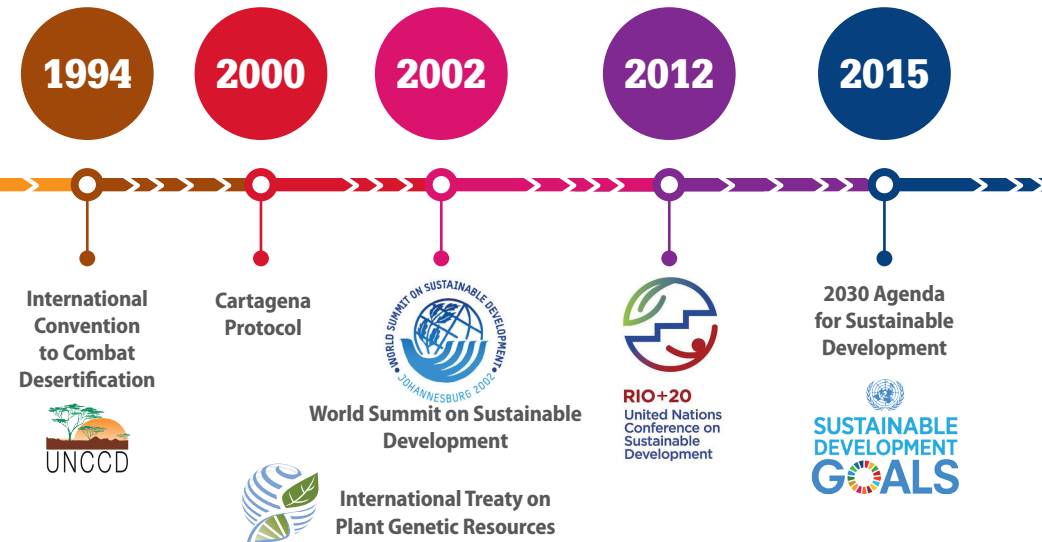 1994
2000
2002
2012
2015
International
Convention
to Combat
Desertification
UNCCD
Cartagena
Protocol
• WORLD SUMMIT ON SUSTAINABLE DEVELOPMENT •
JOHANNESBURG 2002
World Summit on Sustainable
Development
International Treaty on
Plant Genetic Resources
RIO+20
United Nations
Conference on
Sustainable
Development
2030 Agenda
for Sustainable
Development
SUSTAINABLE
DEVELOPMENT
GOALS